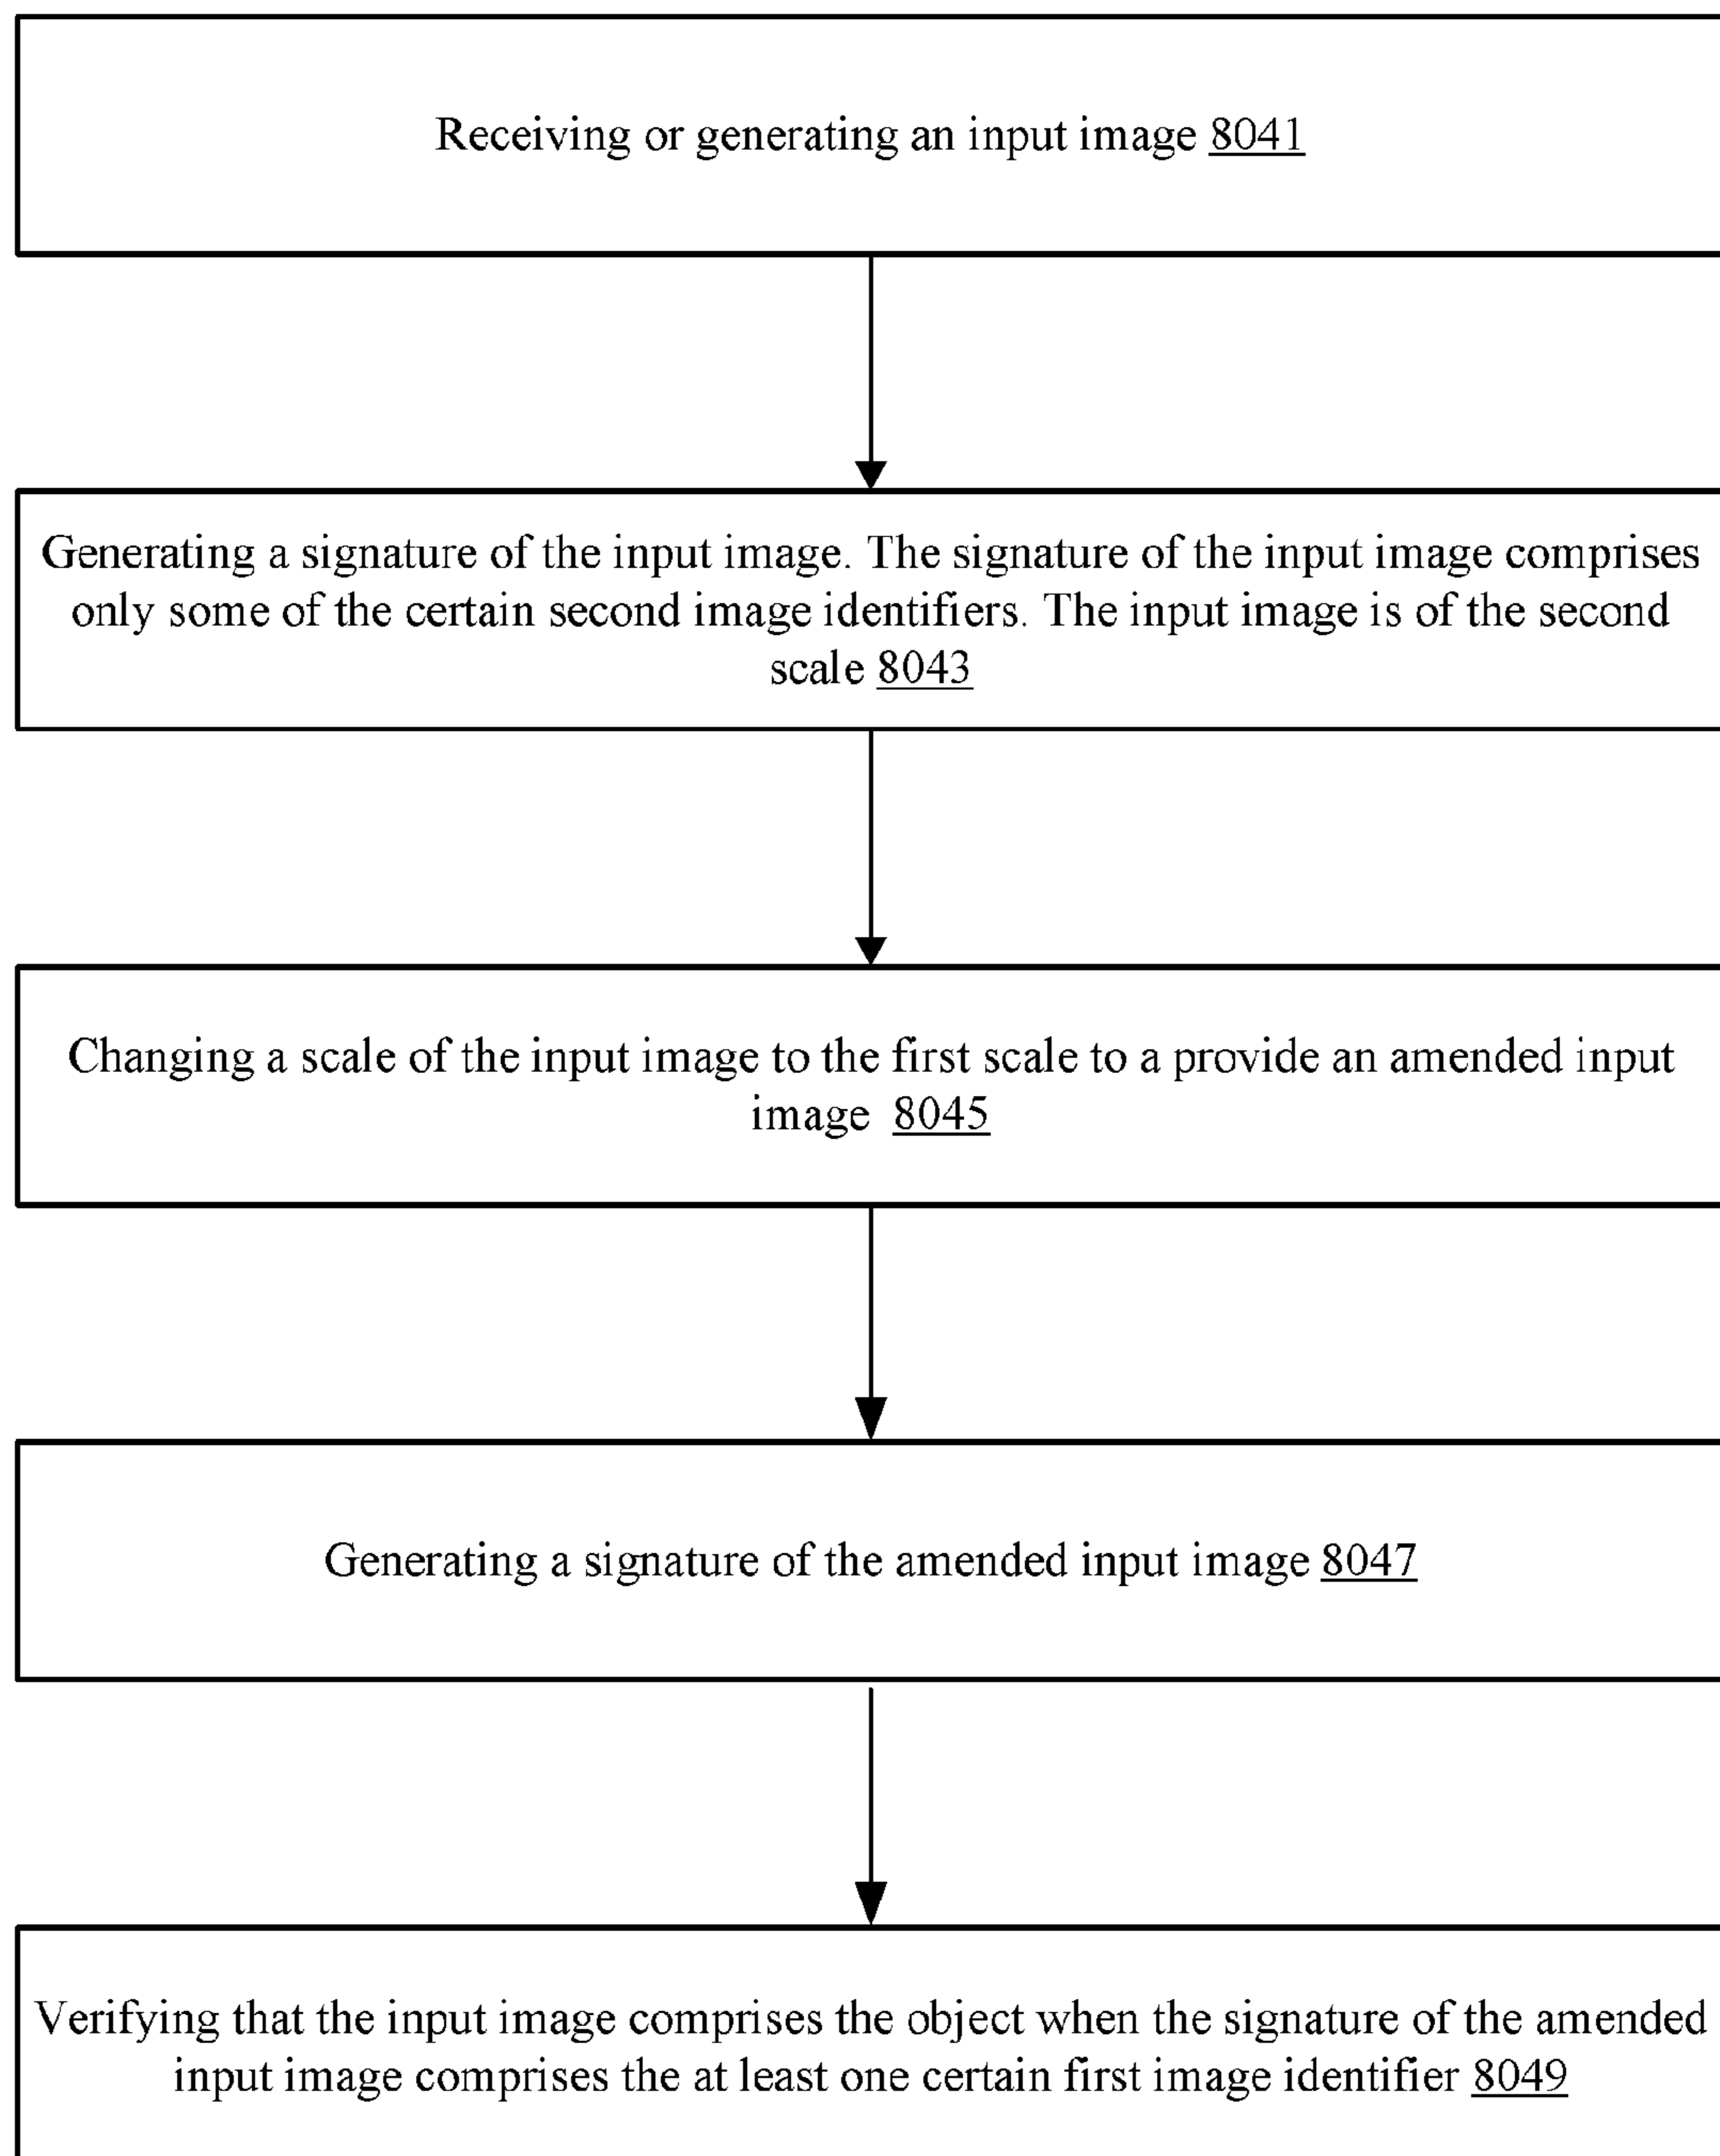 Receiving or generating an input image 8041
Generating a signature of the input image. The signature of the input image comprises
only some of the certain second image identifiers. The input image is of the second
scale 8043
Changing a scale of the input image to the first scale to a provide an amended input
image 8045
Generating a signature of the amended input image 8047
Verifying that the input image comprises the object when the signature of the amended
input image comprises the at least one certain first image identifier 8049